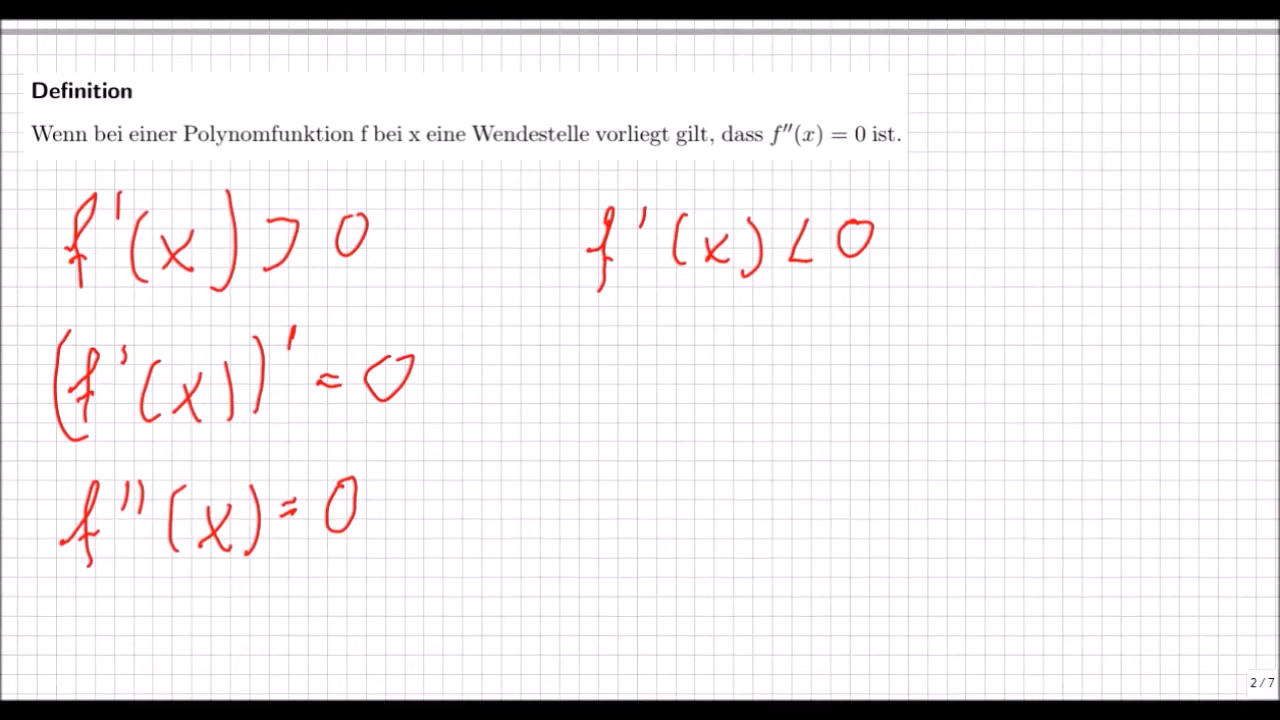 Definition
Wenn bei einer Polynomfunktion f bei x eine Wendestelle vorliegt gilt, dass f''(x) = 0 ist.
f'(x) > 0
f'(x) < 0
(f'(x))' = 0
f''(x) = 0
2 / 7